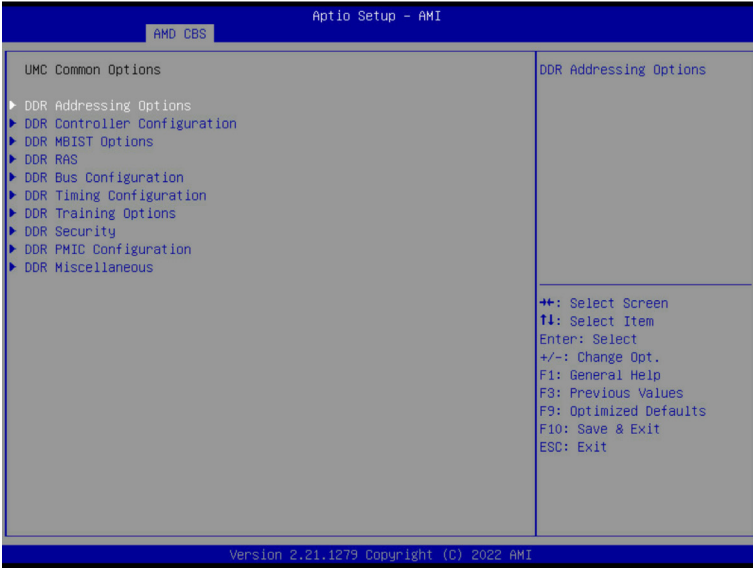 Aptio Setup - AMI
AMD CBS
UMC Common Options
DDR Addressing Options
DDR Controller Configuration
DDR MBIST Options
DDR RAS
DDR Bus Configuration
DDR Timing Configuration
DDR Training Options
DDR Security
DDR PMIC Configuration
DDR Miscellaneous
DDR Addressing Options
→←: Select Screen
↑↓: Select Item
Enter: Select
+/-: Change Opt.
F1: General Help
F3: Previous Values
F9: Optimized Defaults
F10: Save & Exit
ESC: Exit
Version 2.21.1279 Copyright (C) 2022 AMI